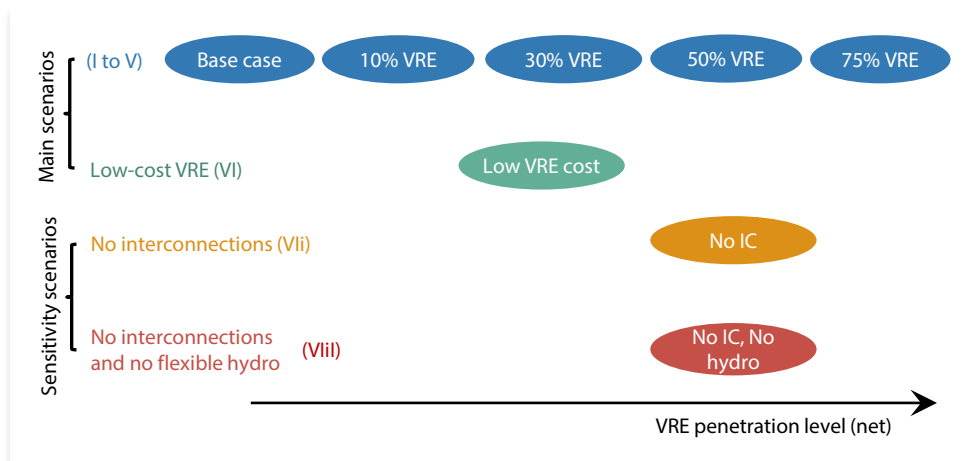 Main scenarios
(I to V)
Base case
10% VRE
30% VRE
50% VRE
75% VRE
Low-cost VRE (VI)
Low VRE cost
Sensitivity scenarios
No interconnections (VIi)
No IC
No interconnections
and no flexible hydro
(VIiI)
No IC, No
hydro
VRE penetration level (net)